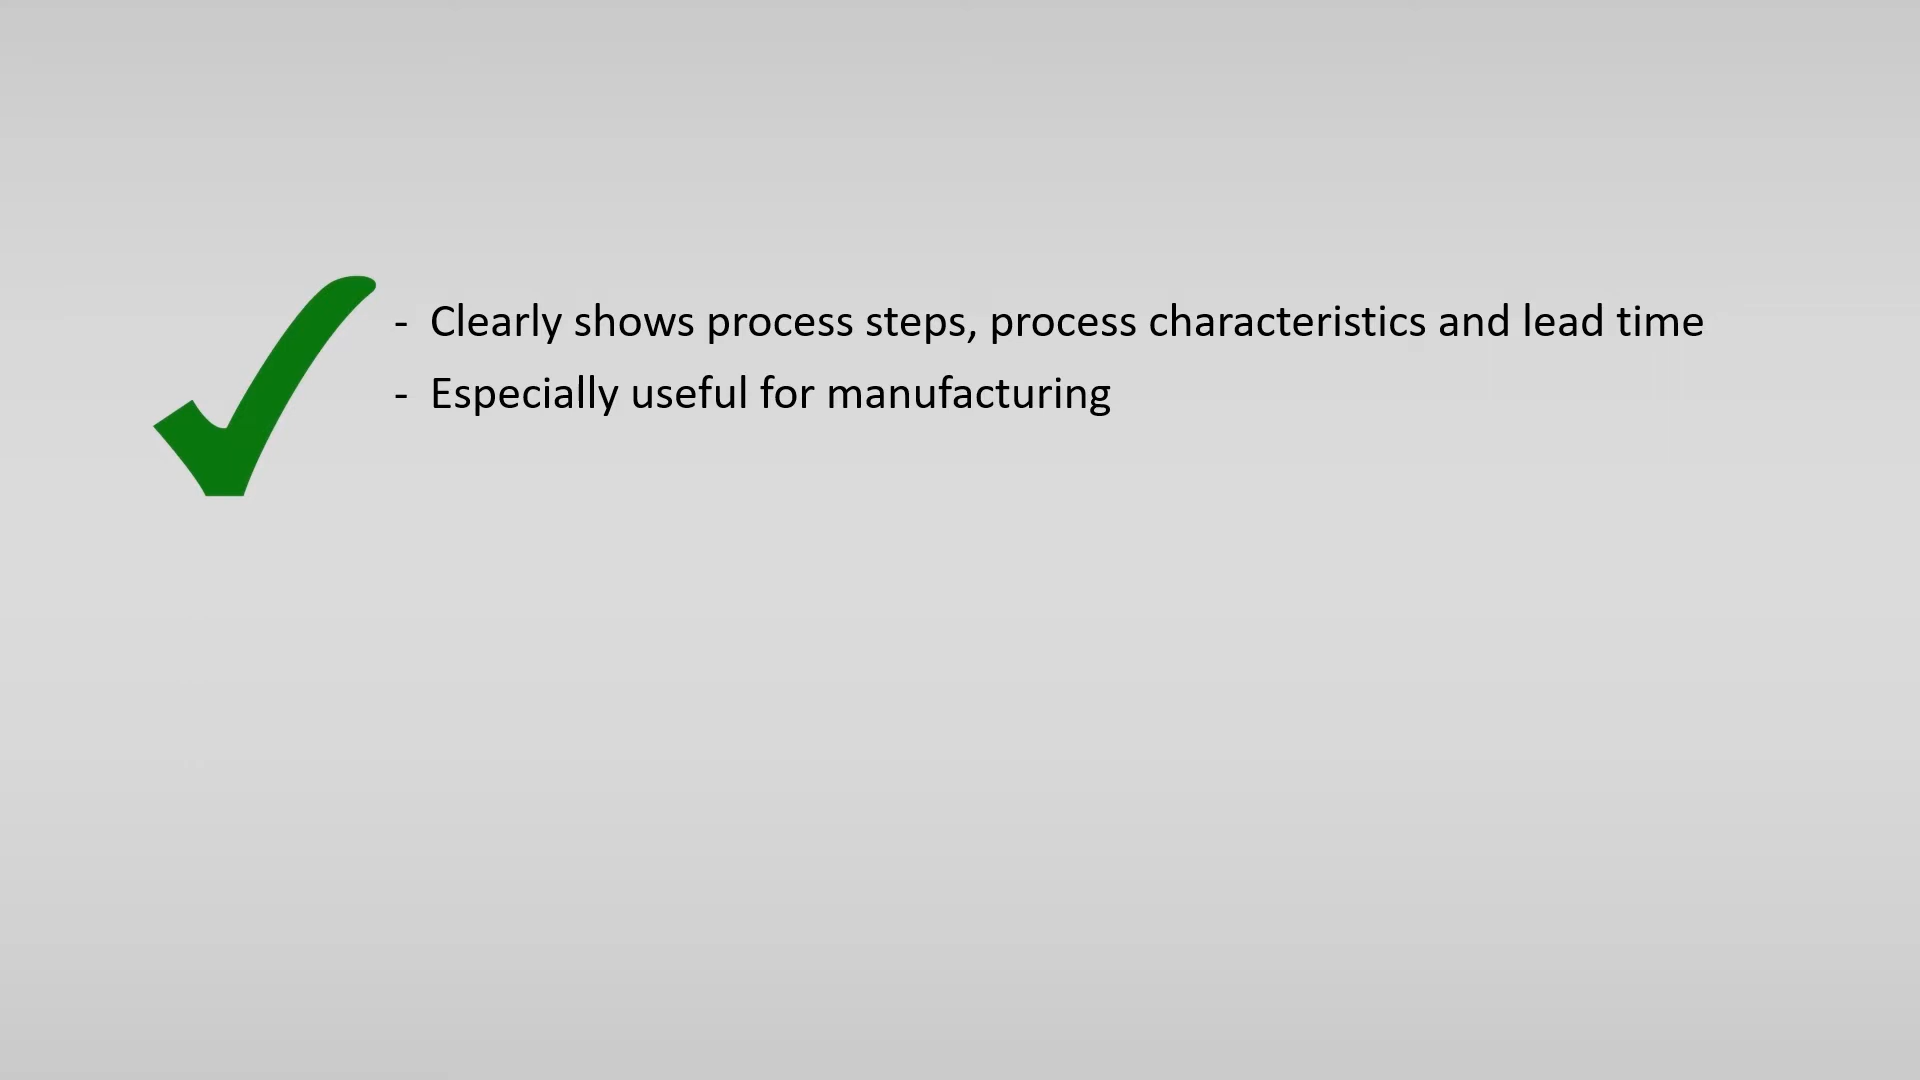 - Clearly shows process steps, process characteristics and lead time
- Especially useful for manufacturing